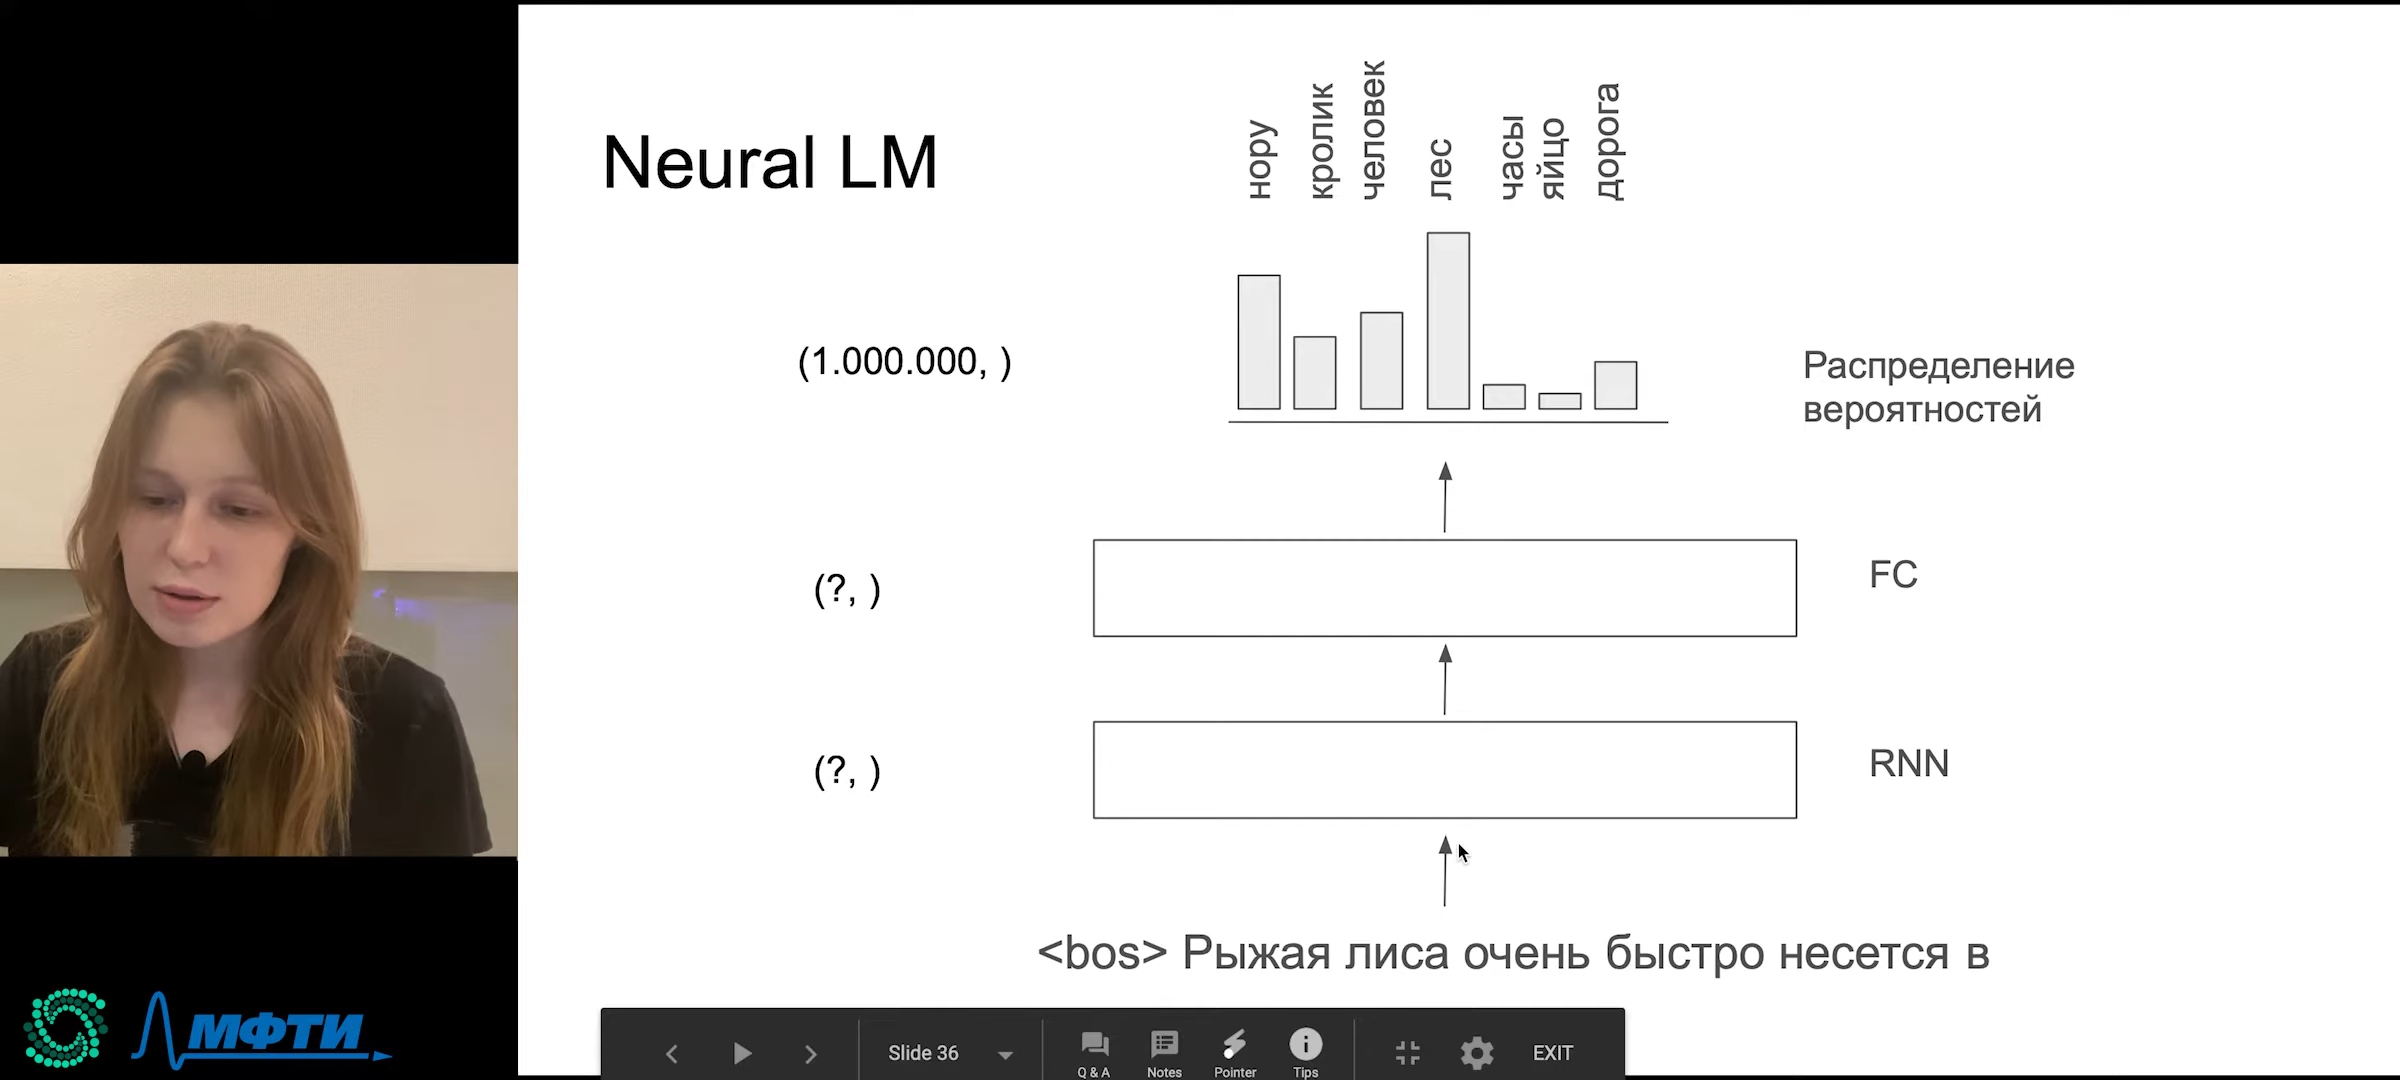 Neural LM
нору
кролик
человек
лес
часы
яйцо
дорога
(1.000.000, )
Распределение
вероятностей
(?, )
FC
(?, )
RNN
<bos> Рыжая лиса очень быстро несется в
МФТИ
Slide 36
Q & A
Notes
Pointer
Tips
EXIT